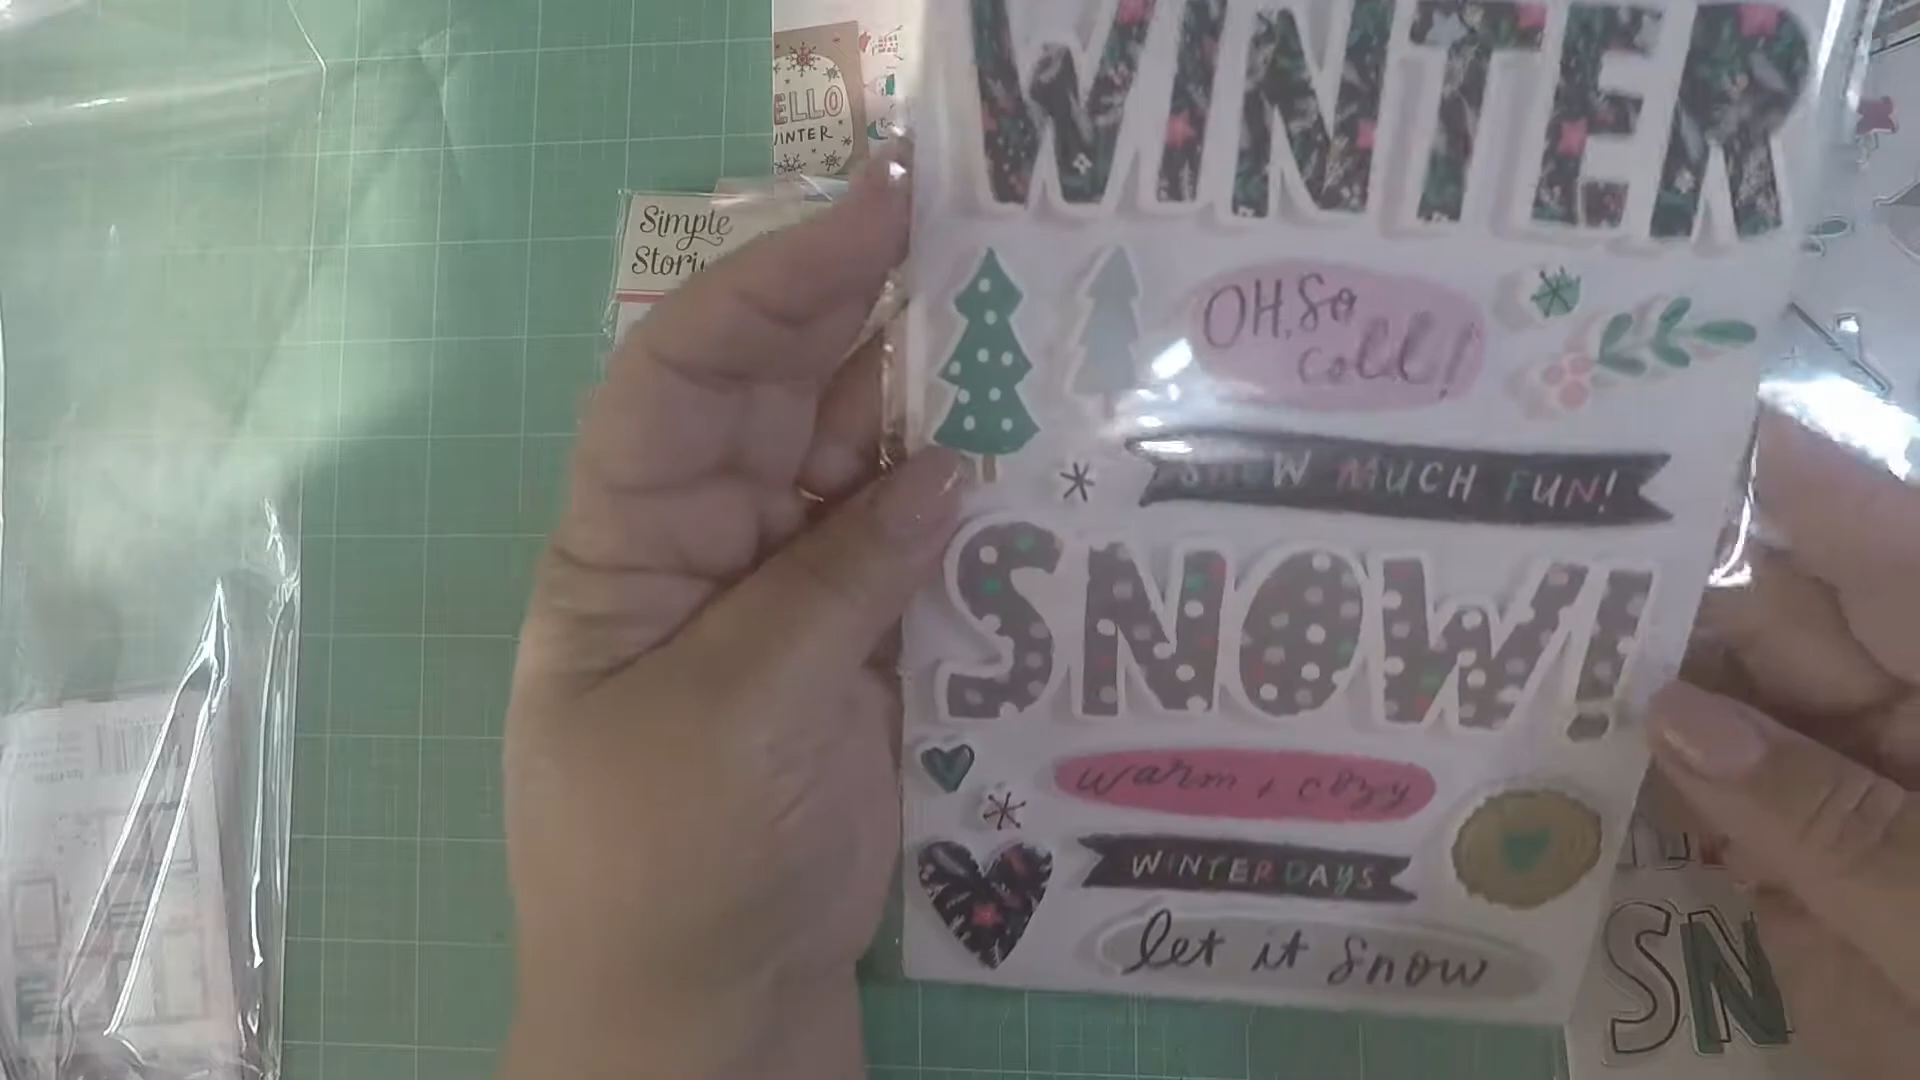 WINTER
ELLO
WINTER
Simple
OH, so
cold!
SNOW MUCH FUN!
SNOW!
warm + cozy
WINTER DAYS
let it snow
SN